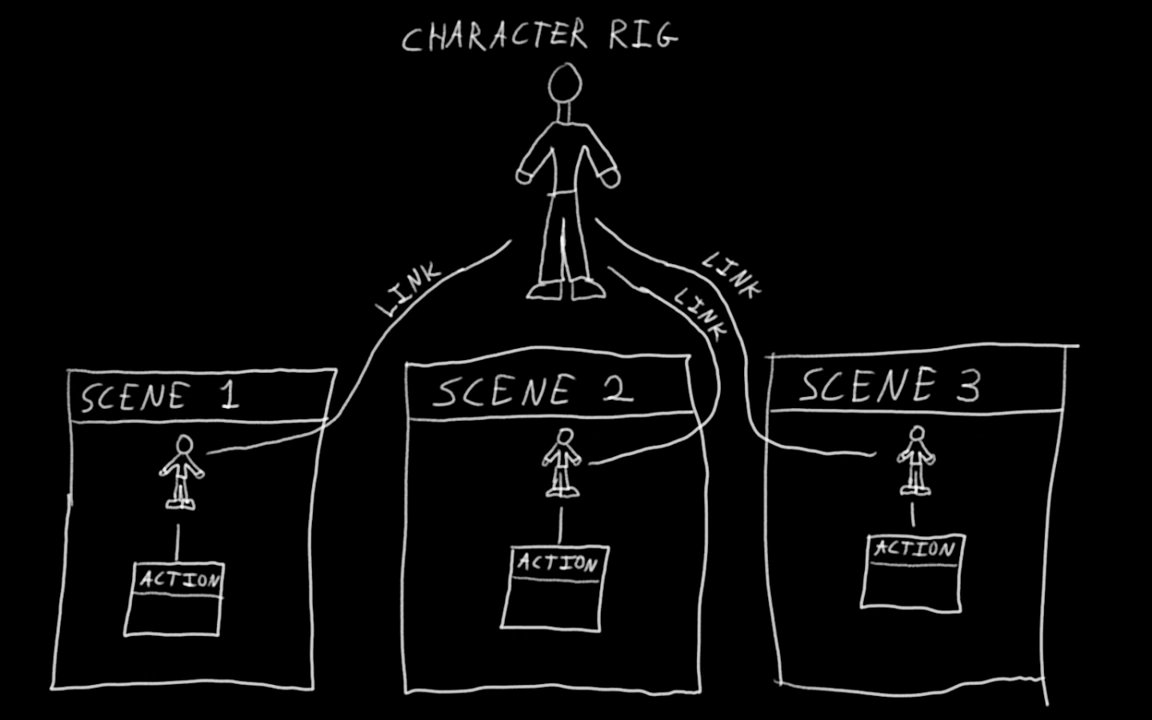 CHARACTER RIG
LINK
LINK
LINK
SCENE 1
SCENE 2
SCENE 3
ACTION
ACTION
ACTION